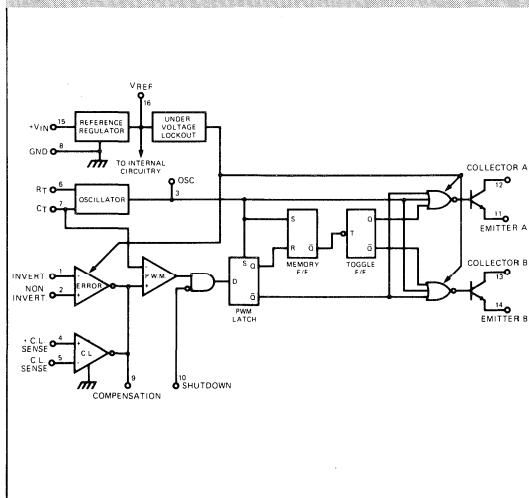 VREF
16
+VIN 15
REFERENCE
REGULATOR
UNDER
VOLTAGE
LOCKOUT
GND 8
TO INTERNAL
CIRCUITRY
OSC
3
RT 6
CT 7
OSCILLATOR
COLLECTOR A
12
11
EMITTER A
COLLECTOR B
13
14
EMITTER B
INVERT 1
NON
INVERT 2
- ERROR
+
- P.W.M.
+
D
S Q
Q̅
PWM
LATCH
S
R Q̅
MEMORY
F/F
T
Q
Q̅
TOGGLE
F/F
+ C.L.
SENSE 4
C.L.
SENSE 5
+ C.L.
-
9
COMPENSATION
10
SHUTDOWN